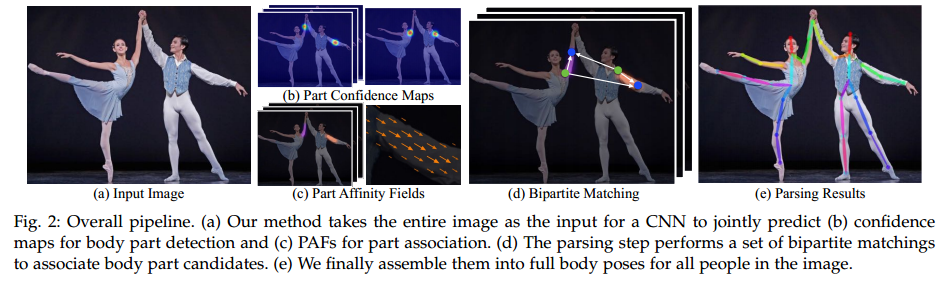 (b) Part Confidence Maps
(a) Input Image
(c) Part Affinity Fields
(d) Bipartite Matching
(e) Parsing Results
Fig. 2: Overall pipeline. (a) Our method takes the entire image as the input for a CNN to jointly predict (b) confidence
maps for body part detection and (c) PAFs for part association. (d) The parsing step performs a set of bipartite matchings
to associate body part candidates. (e) We finally assemble them into full body poses for all people in the image.